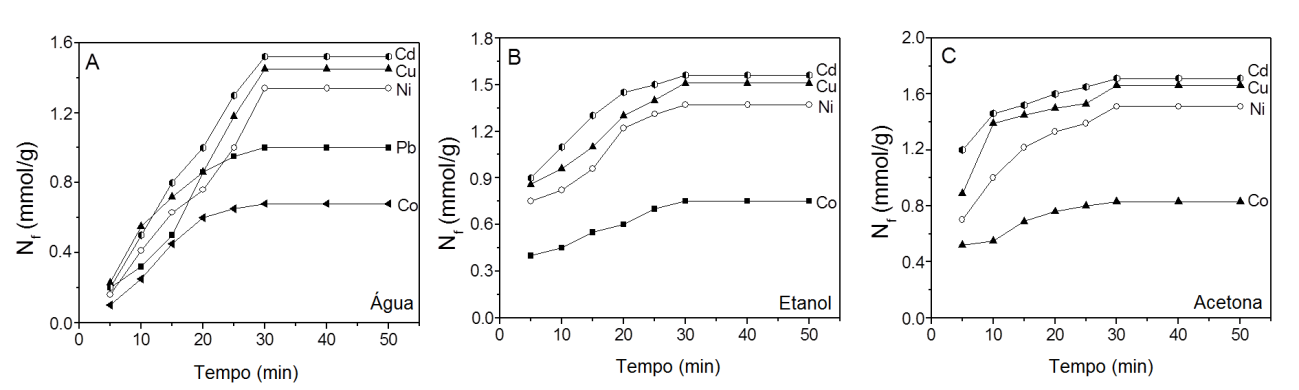 A
1.6
1.2
0.8
0.4
0.0
Nf (mmol/g)
Cd
Cu
Ni
Pb
Co
Água
0 10 20 30 40 50
Tempo (min)
B
1.8
1.5
1.2
0.9
0.6
0.3
0.0
Nf (mmol/g)
Cd
Cu
Ni
Co
Etanol
0 10 20 30 40 50
Tempo (min)
C
2.0
1.6
1.2
0.8
0.4
0.0
Nf (mmol/g)
Cd
Cu
Ni
Co
Acetona
0 10 20 30 40 50
Tempo (min)